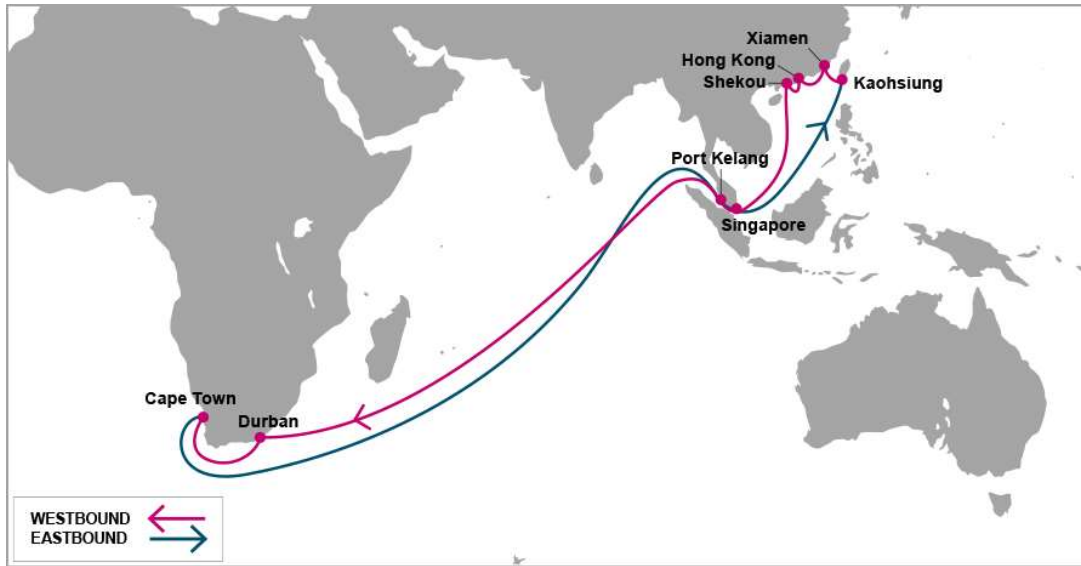 Xiamen
Hong Kong
Shekou
Kaohsiung
Port Kelang
Singapore
Cape Town
Durban
WESTBOUND
EASTBOUND